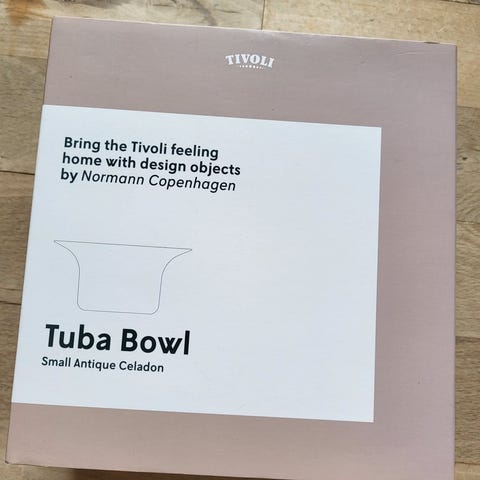 TIVOLI
Bring the Tivoli feeling
home with design objects
by Normann Copenhagen
Tuba Bowl
Small Antique Celadon